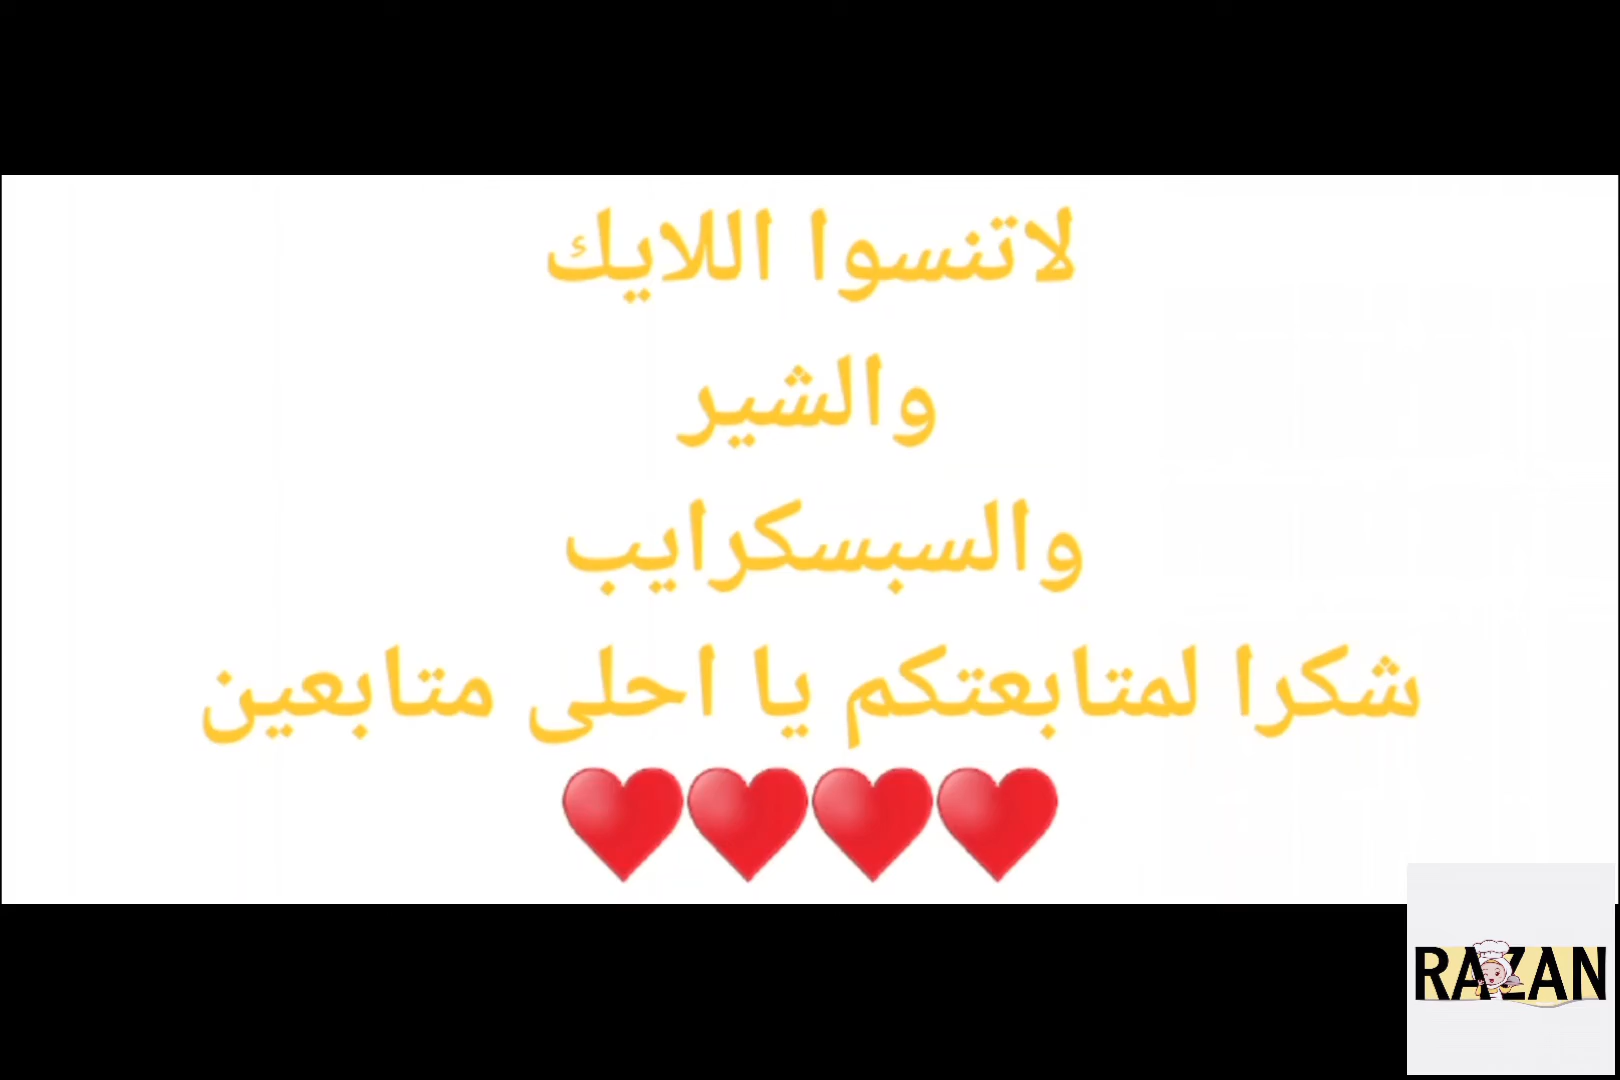 لاتنسوا اللايك
والشير
والسبسكرايب
شكرا لمتابعتكم يا احلى متابعين
♥♥♥♥
RAZAN